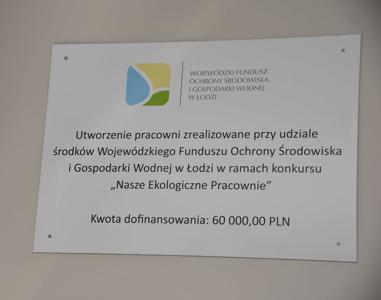 WOJEWÓDZKI FUNDUSZ
OCHRONY ŚRODOWISKA
I GOSPODARKI WODNEJ
W ŁODZI
Utworzenie pracowni zrealizowane przy udziale
środków Wojewódzkiego Funduszu Ochrony Środowiska
i Gospodarki Wodnej w Łodzi w ramach konkursu
„Nasze Ekologiczne Pracownie”
Kwota dofinansowania: 60 000,00 PLN